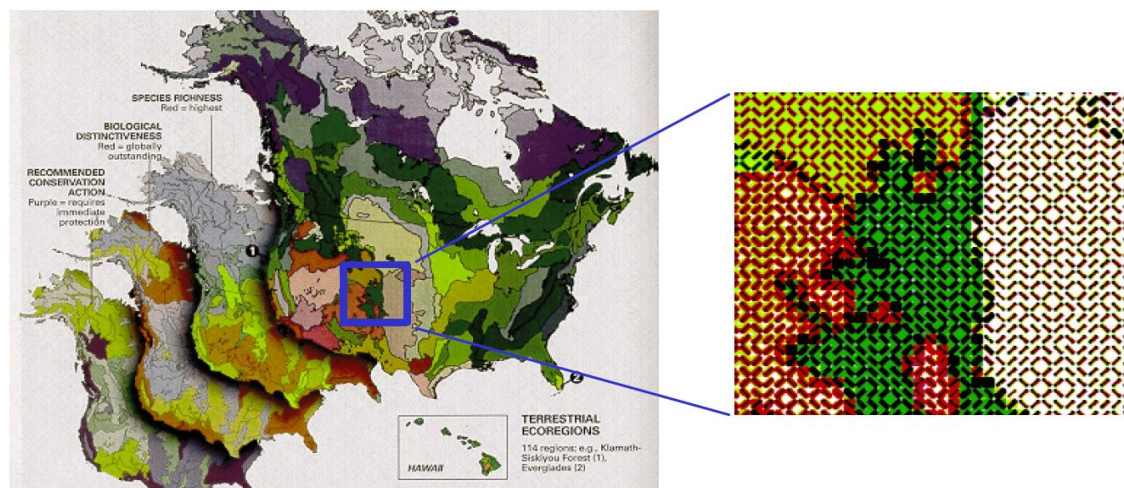 SPECIES RICHNESS
Red = highest
BIOLOGICAL
DISTINCTIVENESS
Red = globally
outstanding
RECOMMENDED
CONSERVATION
ACTION
Purple = requires
immediate
protection
1
2
HAWAII
TERRESTRIAL
ECOREGIONS
114 regions; e.g., Klamath-
Siskiyou Forest (1),
Everglades (2)